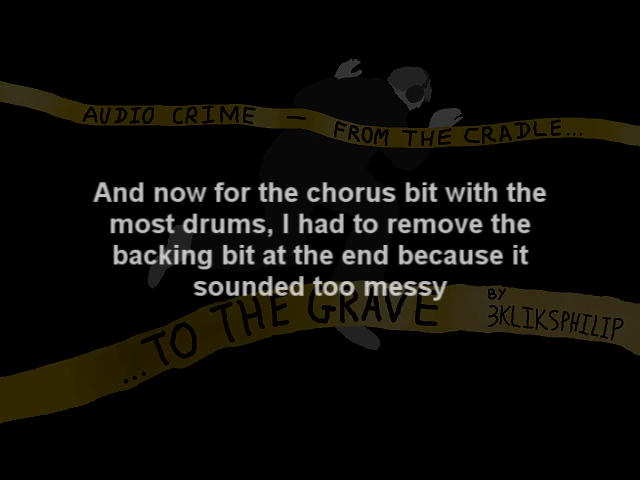 AUDIO CRIME — FROM THE CRADLE...
And now for the chorus bit with the
most drums, I had to remove the
backing bit at the end because it
sounded too messy
...TO THE GRAVE
BY
3KLIKSPHILIP